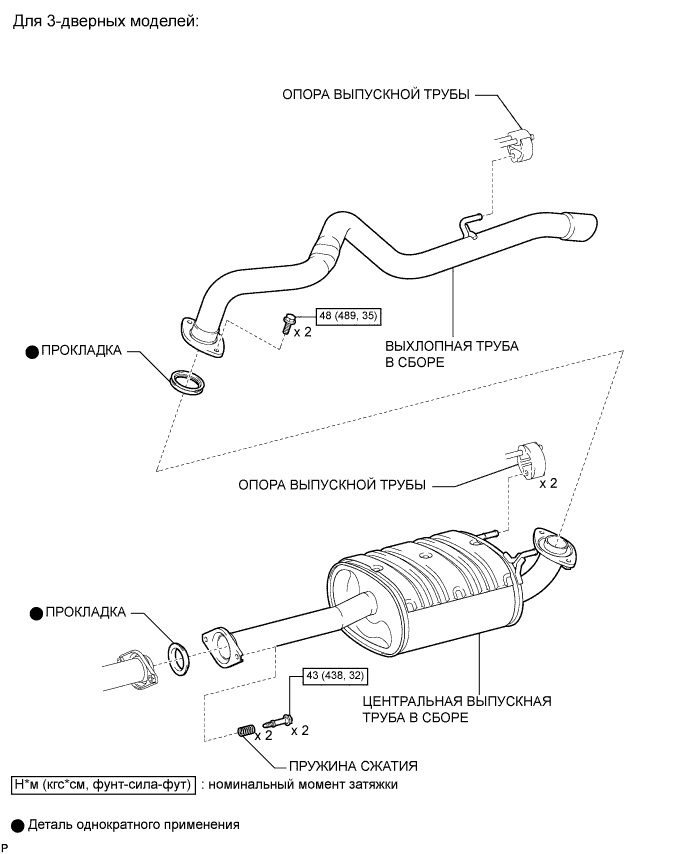 Для 3-дверных моделей:
ОПОРА ВЫПУСКНОЙ ТРУБЫ
48 (489, 35)
x 2
ВЫХЛОПНАЯ ТРУБА
В СБОРЕ
ПРОКЛАДКА
ОПОРА ВЫПУСКНОЙ ТРУБЫ
x 2
ПРОКЛАДКА
43 (438, 32)
ЦЕНТРАЛЬНАЯ ВЫПУСКНАЯ
ТРУБА В СБОРЕ
x 2
x 2
ПРУЖИНА СЖАТИЯ
Н*м (кгс*см, фунт-сила-фут) : номинальный момент затяжки
Деталь однократного применения
P